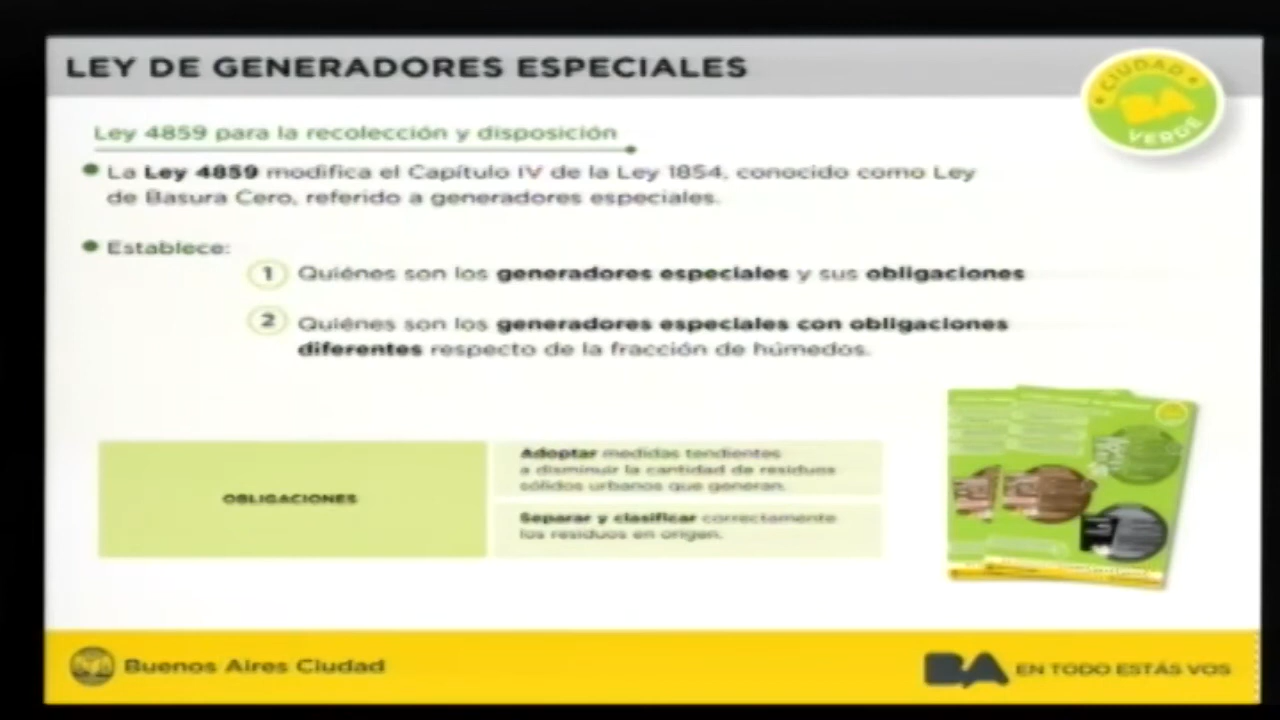 LEY DE GENERADORES ESPECIALES
CIUDAD
BA
VERDE
Ley 4859 para la recolección y disposición
La Ley 4859 modifica el Capítulo IV de la Ley 1854, conocido como Ley
de Basura Cero, referido a generadores especiales.
Establece:
1 Quiénes son los generadores especiales y sus obligaciones
2 Quiénes son los generadores especiales con obligaciones
diferentes respecto de la fracción de húmedos.
OBLIGACIONES
Adoptar medidas tendientes
a disminuir la cantidad de residuos
sólidos urbanos que generan.
Separar y clasificar correctamente
los residuos en origen.
Buenos Aires Ciudad
BA EN TODO ESTÁS VOS